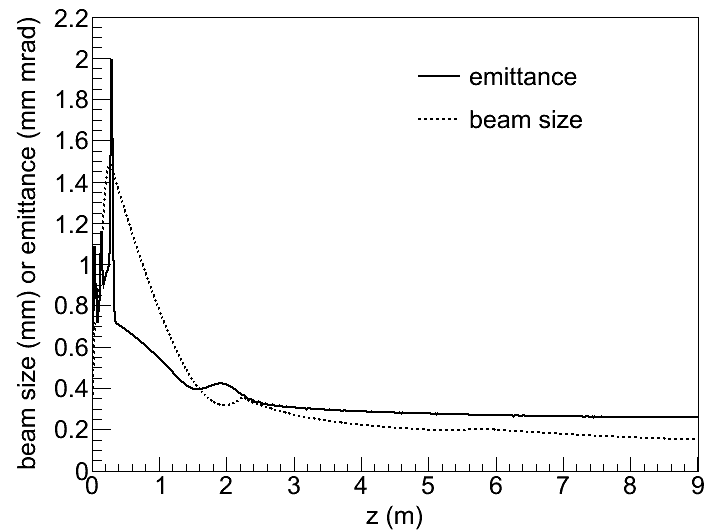 beam size (mm) or emittance (mm mrad)
2.2
2
1.8
1.6
1.4
1.2
1
0.8
0.6
0.4
0.2
0
emittance
beam size
0 1 2 3 4 5 6 7 8 9
z (m)